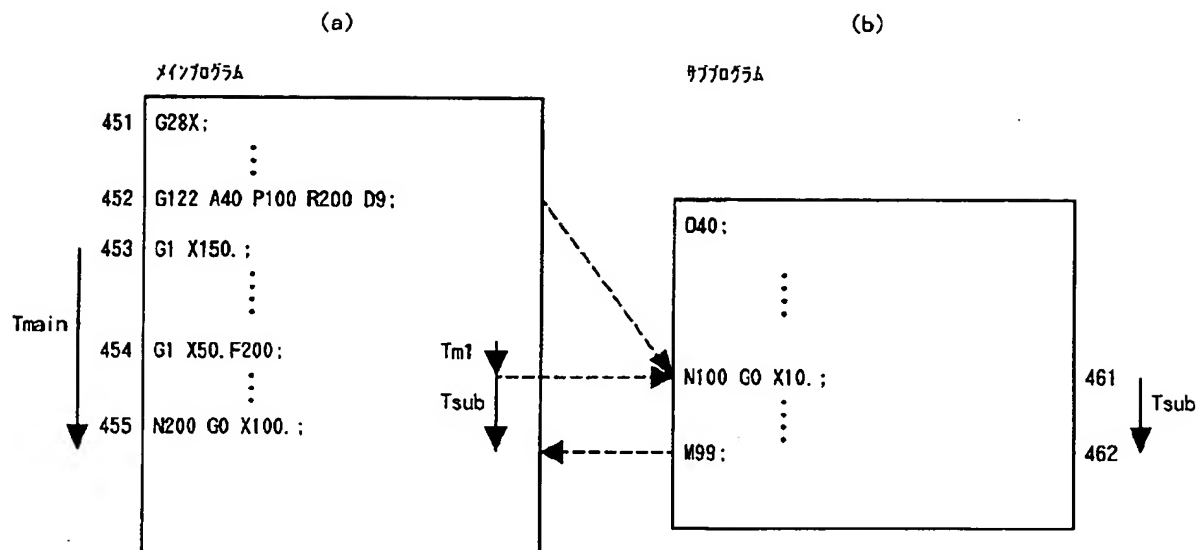 (a)
メインプログラム
451 G28X;
452 G122 A40 P100 R200 D9;
453 G1 X150.;
Tmain
454 G1 X50.F200;
Tm1
Tsub
455 N200 G0 X100.;
(b)
サブプログラム
O40;
N100 G0 X10.; 461
Tsub
M99; 462